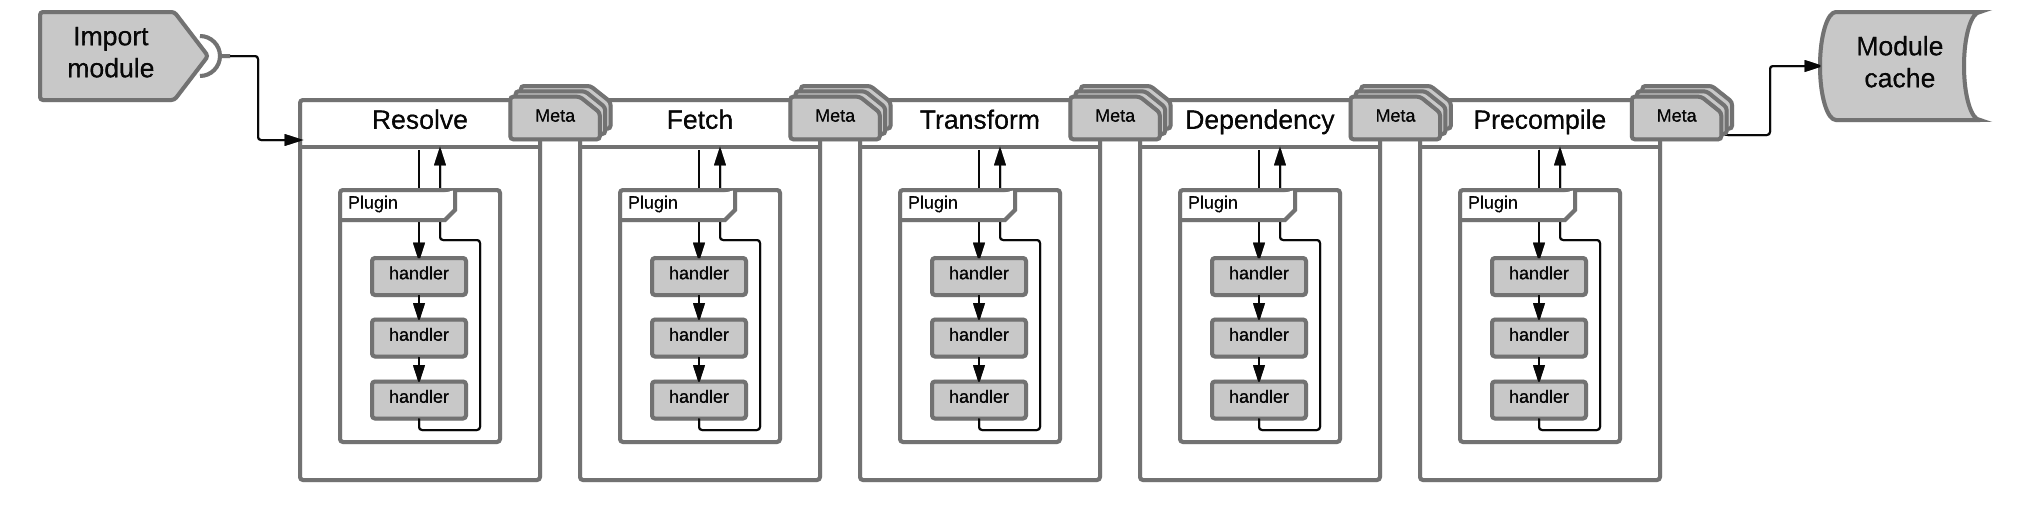 Import
module
Resolve
Meta
Fetch
Meta
Transform
Meta
Dependency
Meta
Precompile
Meta
Module
cache
Plugin
handler
handler
handler
Plugin
handler
handler
handler
Plugin
handler
handler
handler
Plugin
handler
handler
handler
Plugin
handler
handler
handler